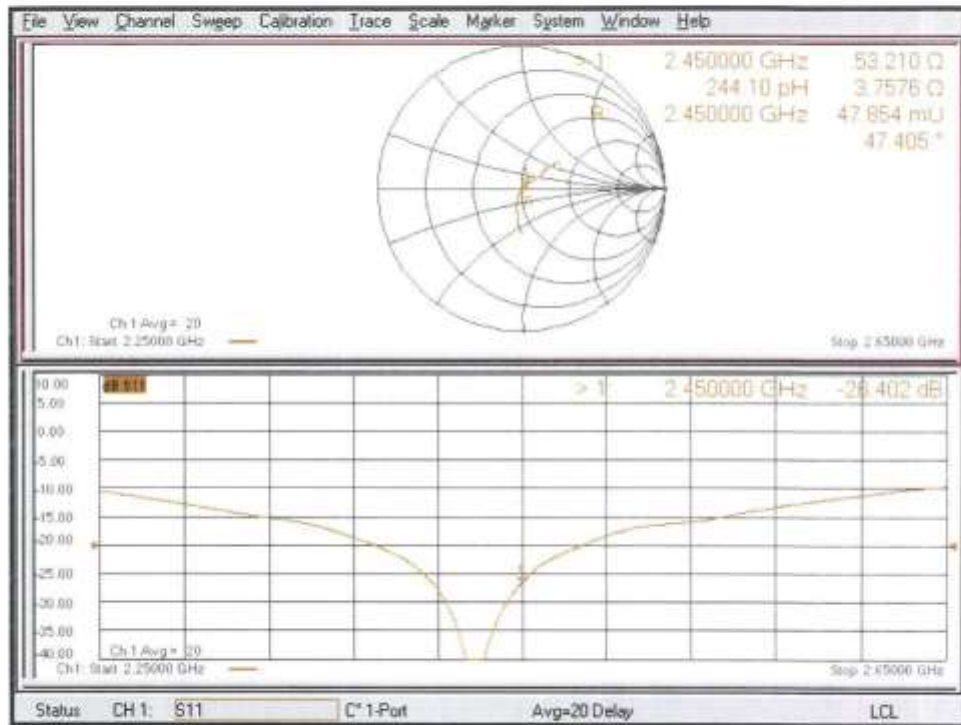 File View Channel Sweep Calibration Trace Scale Marker System Window Help
> 1: 2.450000 GHz 53.210 Ω
244.10 pH 3.7576 Ω
R: 2.450000 GHz 47.854 mU
47.405 °
Ch 1 Avg = 20
Ch1: Start 2.25000 GHz
Stop 2.65000 GHz
10.00
dB S11
> 1: 2.450000 GHz -26.402 dB
5.00
0.00
-5.00
-10.00
-15.00
-20.00
-25.00
-30.00
-35.00
-40.00
Ch 1 Avg = 20
Ch1: Start 2.25000 GHz
Stop 2.65000 GHz
Status CH 1: S11 C* 1-Port Avg=20 Delay LCL